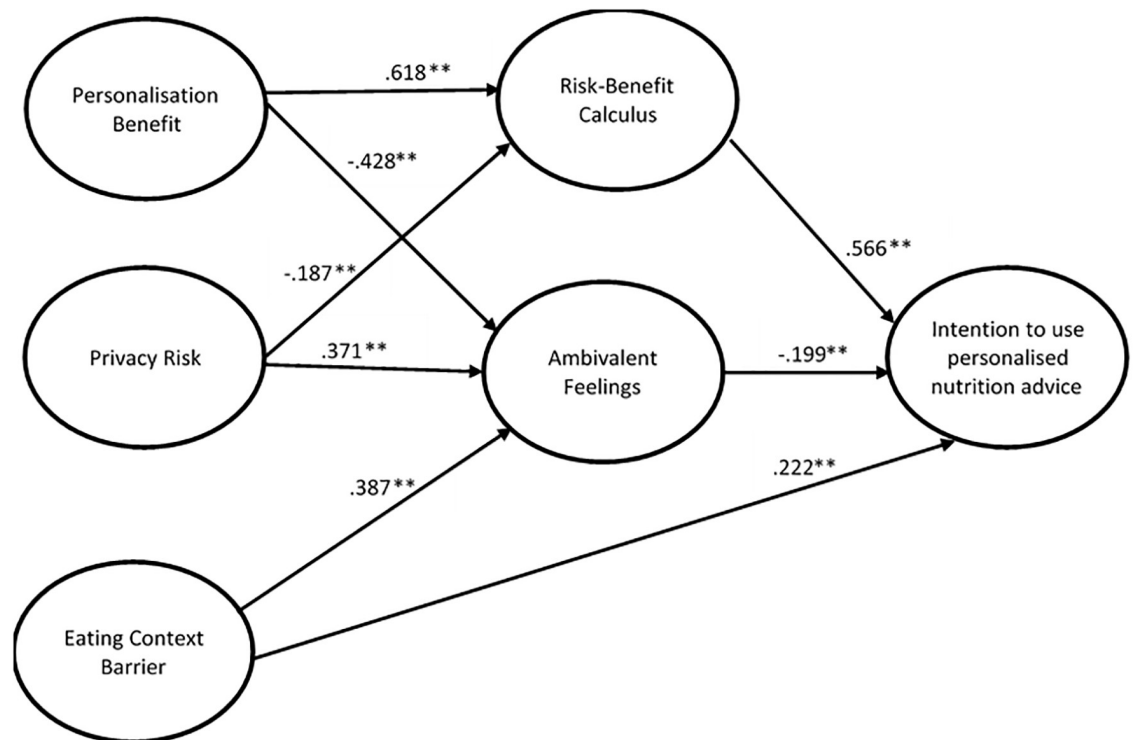 Personalisation
Benefit
.618**
Risk-Benefit
Calculus
-.428**
-.187**
.566**
Privacy Risk
.371**
Ambivalent
Feelings
-.199**
Intention to use
personalised
nutrition advice
.387**
.222**
Eating Context
Barrier